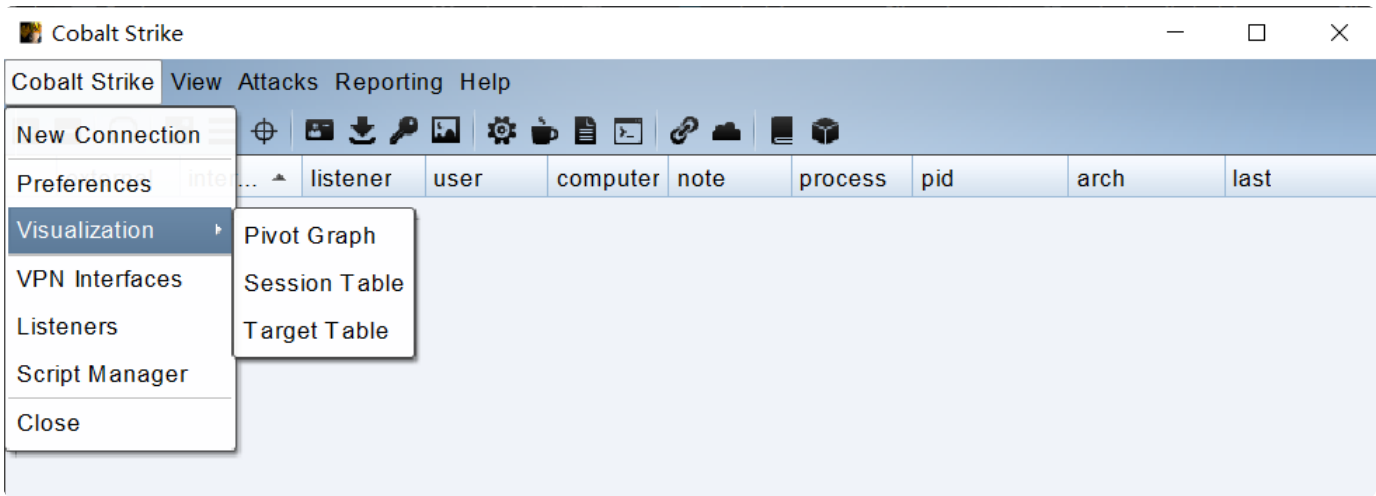 Cobalt Strike
Cobalt Strike View Attacks Reporting Help
New Connection
Preferences inter... listener user computer note process pid arch last
Visualization
Pivot Graph
Session Table
Target Table
VPN Interfaces
Listeners
Script Manager
Close